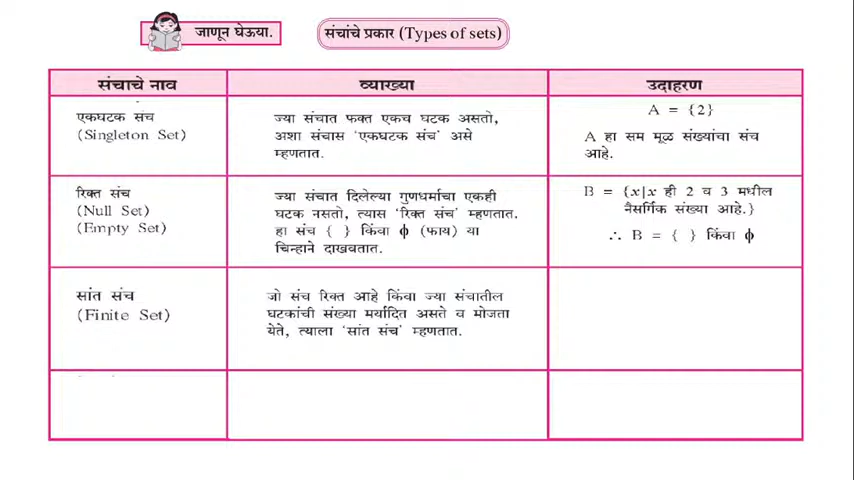 जाणून घेऊया.
संचांचे प्रकार (Types of sets)
संचाचे नाव
व्याख्या
उदाहरण
एकघटक संच
(Singleton Set)
ज्या संचात फक्त एकच घटक असतो,
अशा संचास 'एकघटक संच' असे
म्हणतात.
A = {2}
A हा सम मूळ संख्यांचा संच
आहे.
रिक्त संच
(Null Set)
(Empty Set)
ज्या संचात दिलेल्या गुणधर्माचा एकही
घटक नसतो, त्यास 'रिक्त संच' म्हणतात.
हा संच { } किंवा ϕ (फाय) या
चिन्हाने दाखवतात.
B = {x|x ही 2 व 3 मधील
नैसर्गिक संख्या आहे.}
∴ B = { } किंवा ϕ
सांत संच
(Finite Set)
जो संच रिक्त आहे किंवा ज्या संचातील
घटकांची संख्या मर्यादित असते व मोजता
येते, त्याला 'सांत संच' म्हणतात.